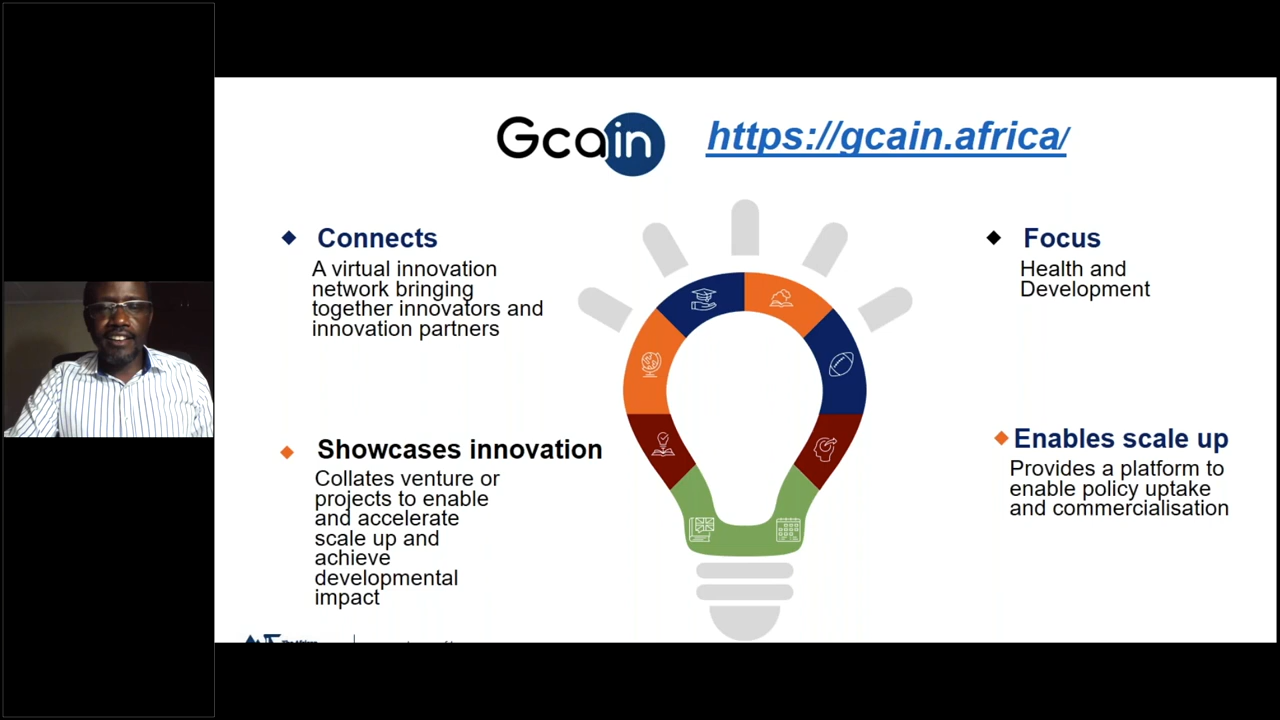 Gcain
https://gcain.africa/
Connects
A virtual innovation
network bringing
together innovators and
innovation partners
Showcases innovation
Collates venture or
projects to enable
and accelerate
scale up and
achieve
developmental
impact
Focus
Health and
Development
Enables scale up
Provides a platform to
enable policy uptake
and commercialisation